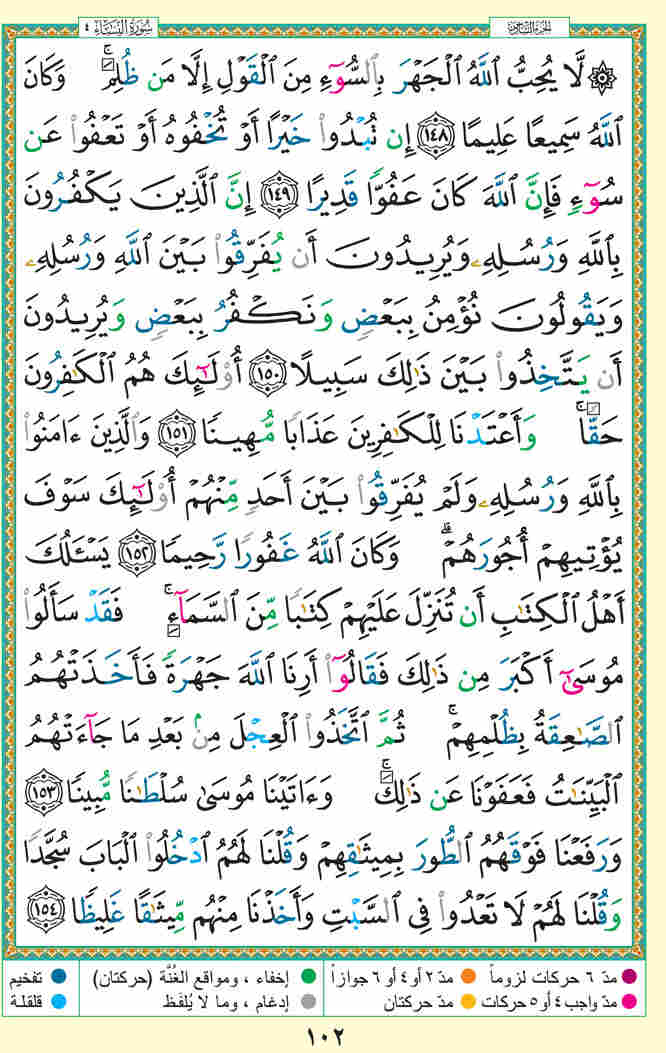 سُورَةُ النِّسَاءِ ٤
۞ لَّا يُحِبُّ ٱللَّهُ ٱلْجَهْرَ بِٱلسُّوٓءِ مِنَ ٱلْقَوْلِ إِلَّا مَن ظُلِمَ ۚ وَكَانَ
ٱللَّهُ سَمِيعًا عَلِيمًا ١٤٨ إِن تُبْدُوا۟ خَيْرًا أَوْ تُخْفُوهُ أَوْ تَعْفُوا۟ عَن
سُوٓءٍ فَإِنَّ ٱللَّهَ كَانَ عَفُوًّا قَدِيرًا ١٤٩ إِنَّ ٱلَّذِينَ يَكْفُرُونَ
بِٱللَّهِ وَرُسُلِهِۦ وَيُرِيدُونَ أَن يُفَرِّقُوا۟ بَيْنَ ٱللَّهِ وَرُسُلِهِۦ
وَيَقُولُونَ نُؤْمِنُ بِبَعْضٍ وَنَكْفُرُ بِبَعْضٍ وَيُرِيدُونَ
أَن يَتَّخِذُوا۟ بَيْنَ ذَٰلِكَ سَبِيلًا ١٥٠ أُو۟لَٰٓئِكَ هُمُ ٱلْكَٰفِرُونَ
حَقًّا ۚ وَأَعْتَدْنَا لِلْكَٰفِرِينَ عَذَابًا مُّهِينًا ١٥١ وَٱلَّذِينَ ءَامَنُوا۟
بِٱللَّهِ وَرُسُلِهِۦ وَلَمْ يُفَرِّقُوا۟ بَيْنَ أَحَدٍ مِّنْهُمْ أُو۟لَٰٓئِكَ سَوْفَ
يُؤْتِيهِمْ أُجُورَهُمْ ۗ وَكَانَ ٱللَّهُ غَفُورًا رَّحِيمًا ١٥٢ يَسْـَٔلُكَ
أَهْلُ ٱلْكِتَٰبِ أَن تُنَزِّلَ عَلَيْهِمْ كِتَٰبًا مِّنَ ٱلسَّمَآءِ ۚ فَقَدْ سَأَلُوا۟
مُوسَىٰٓ أَكْبَرَ مِن ذَٰلِكَ فَقَالُوٓا۟ أَرِنَا ٱللَّهَ جَهْرَةً فَأَخَذَتْهُمُ
ٱلصَّٰعِقَةُ بِظُلْمِهِمْ ۚ ثُمَّ ٱتَّخَذُوا۟ ٱلْعِجْلَ مِنۢ بَعْدِ مَا جَآءَتْهُمُ
ٱلْبَيِّنَٰتُ فَعَفَوْنَا عَن ذَٰلِكَ ۚ وَءَاتَيْنَا مُوسَىٰ سُلْطَٰنًا مُّبِينًا ١٥٣
وَرَفَعْنَا فَوْقَهُمُ ٱلطُّورَ بِمِيثَٰقِهِمْ وَقُلْنَا لَهُمُ ٱدْخُلُوا۟ ٱلْبَابَ سُجَّدًا
وَقُلْنَا لَهُمْ لَا تَعْدُوا۟ فِى ٱلسَّبْتِ وَأَخَذْنَا مِنْهُم مِّيثَٰقًا غَلِيظًا ١٥٤
مدّ ٦ حركات لزوماً مدّ ٢ أو ٤ أو ٦ جوازاً إخفاء ، ومواقع الغُنَّة (حركتان) تفخيم
مدّ واجب ٤ أو ٥ حركات مدّ حركتان إدغام ، وما لا يُلفَظ قلقلة
١٠٢